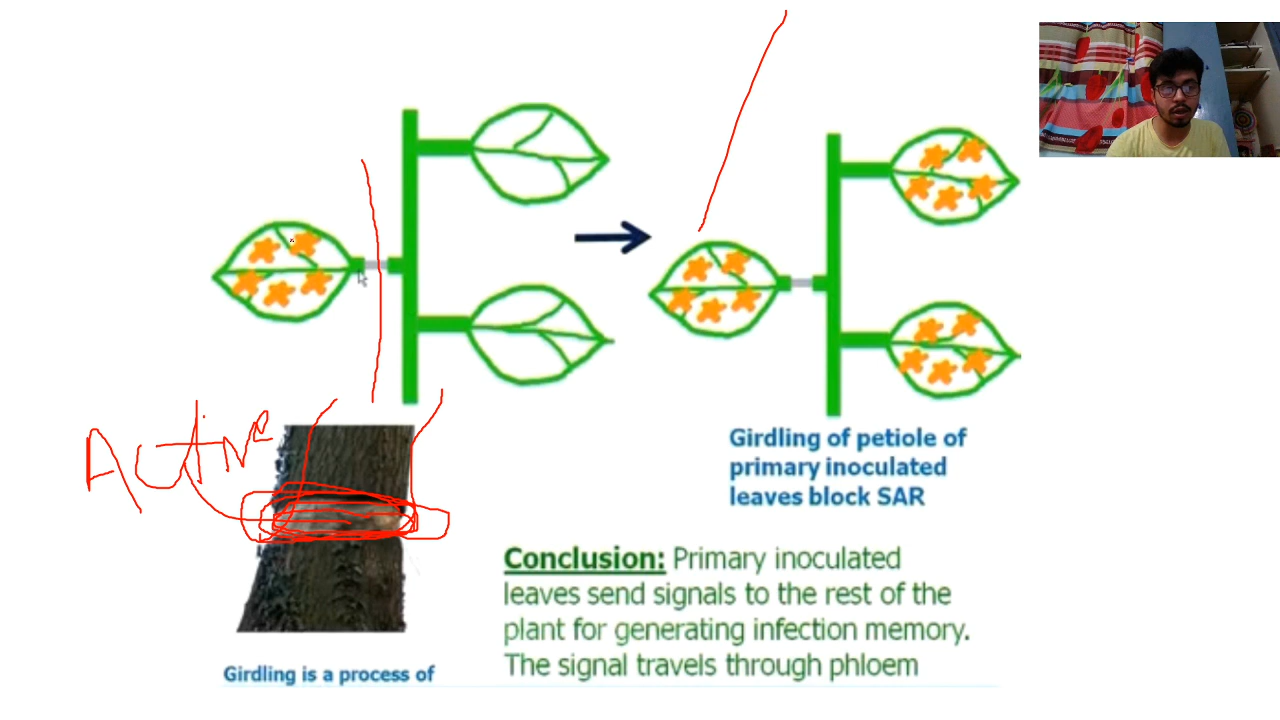 Active
Girdling of petiole of
primary inoculated
leaves block SAR
Conclusion: Primary inoculated
leaves send signals to the rest of the
plant for generating infection memory.
The signal travels through phloem
Girdling is a process of